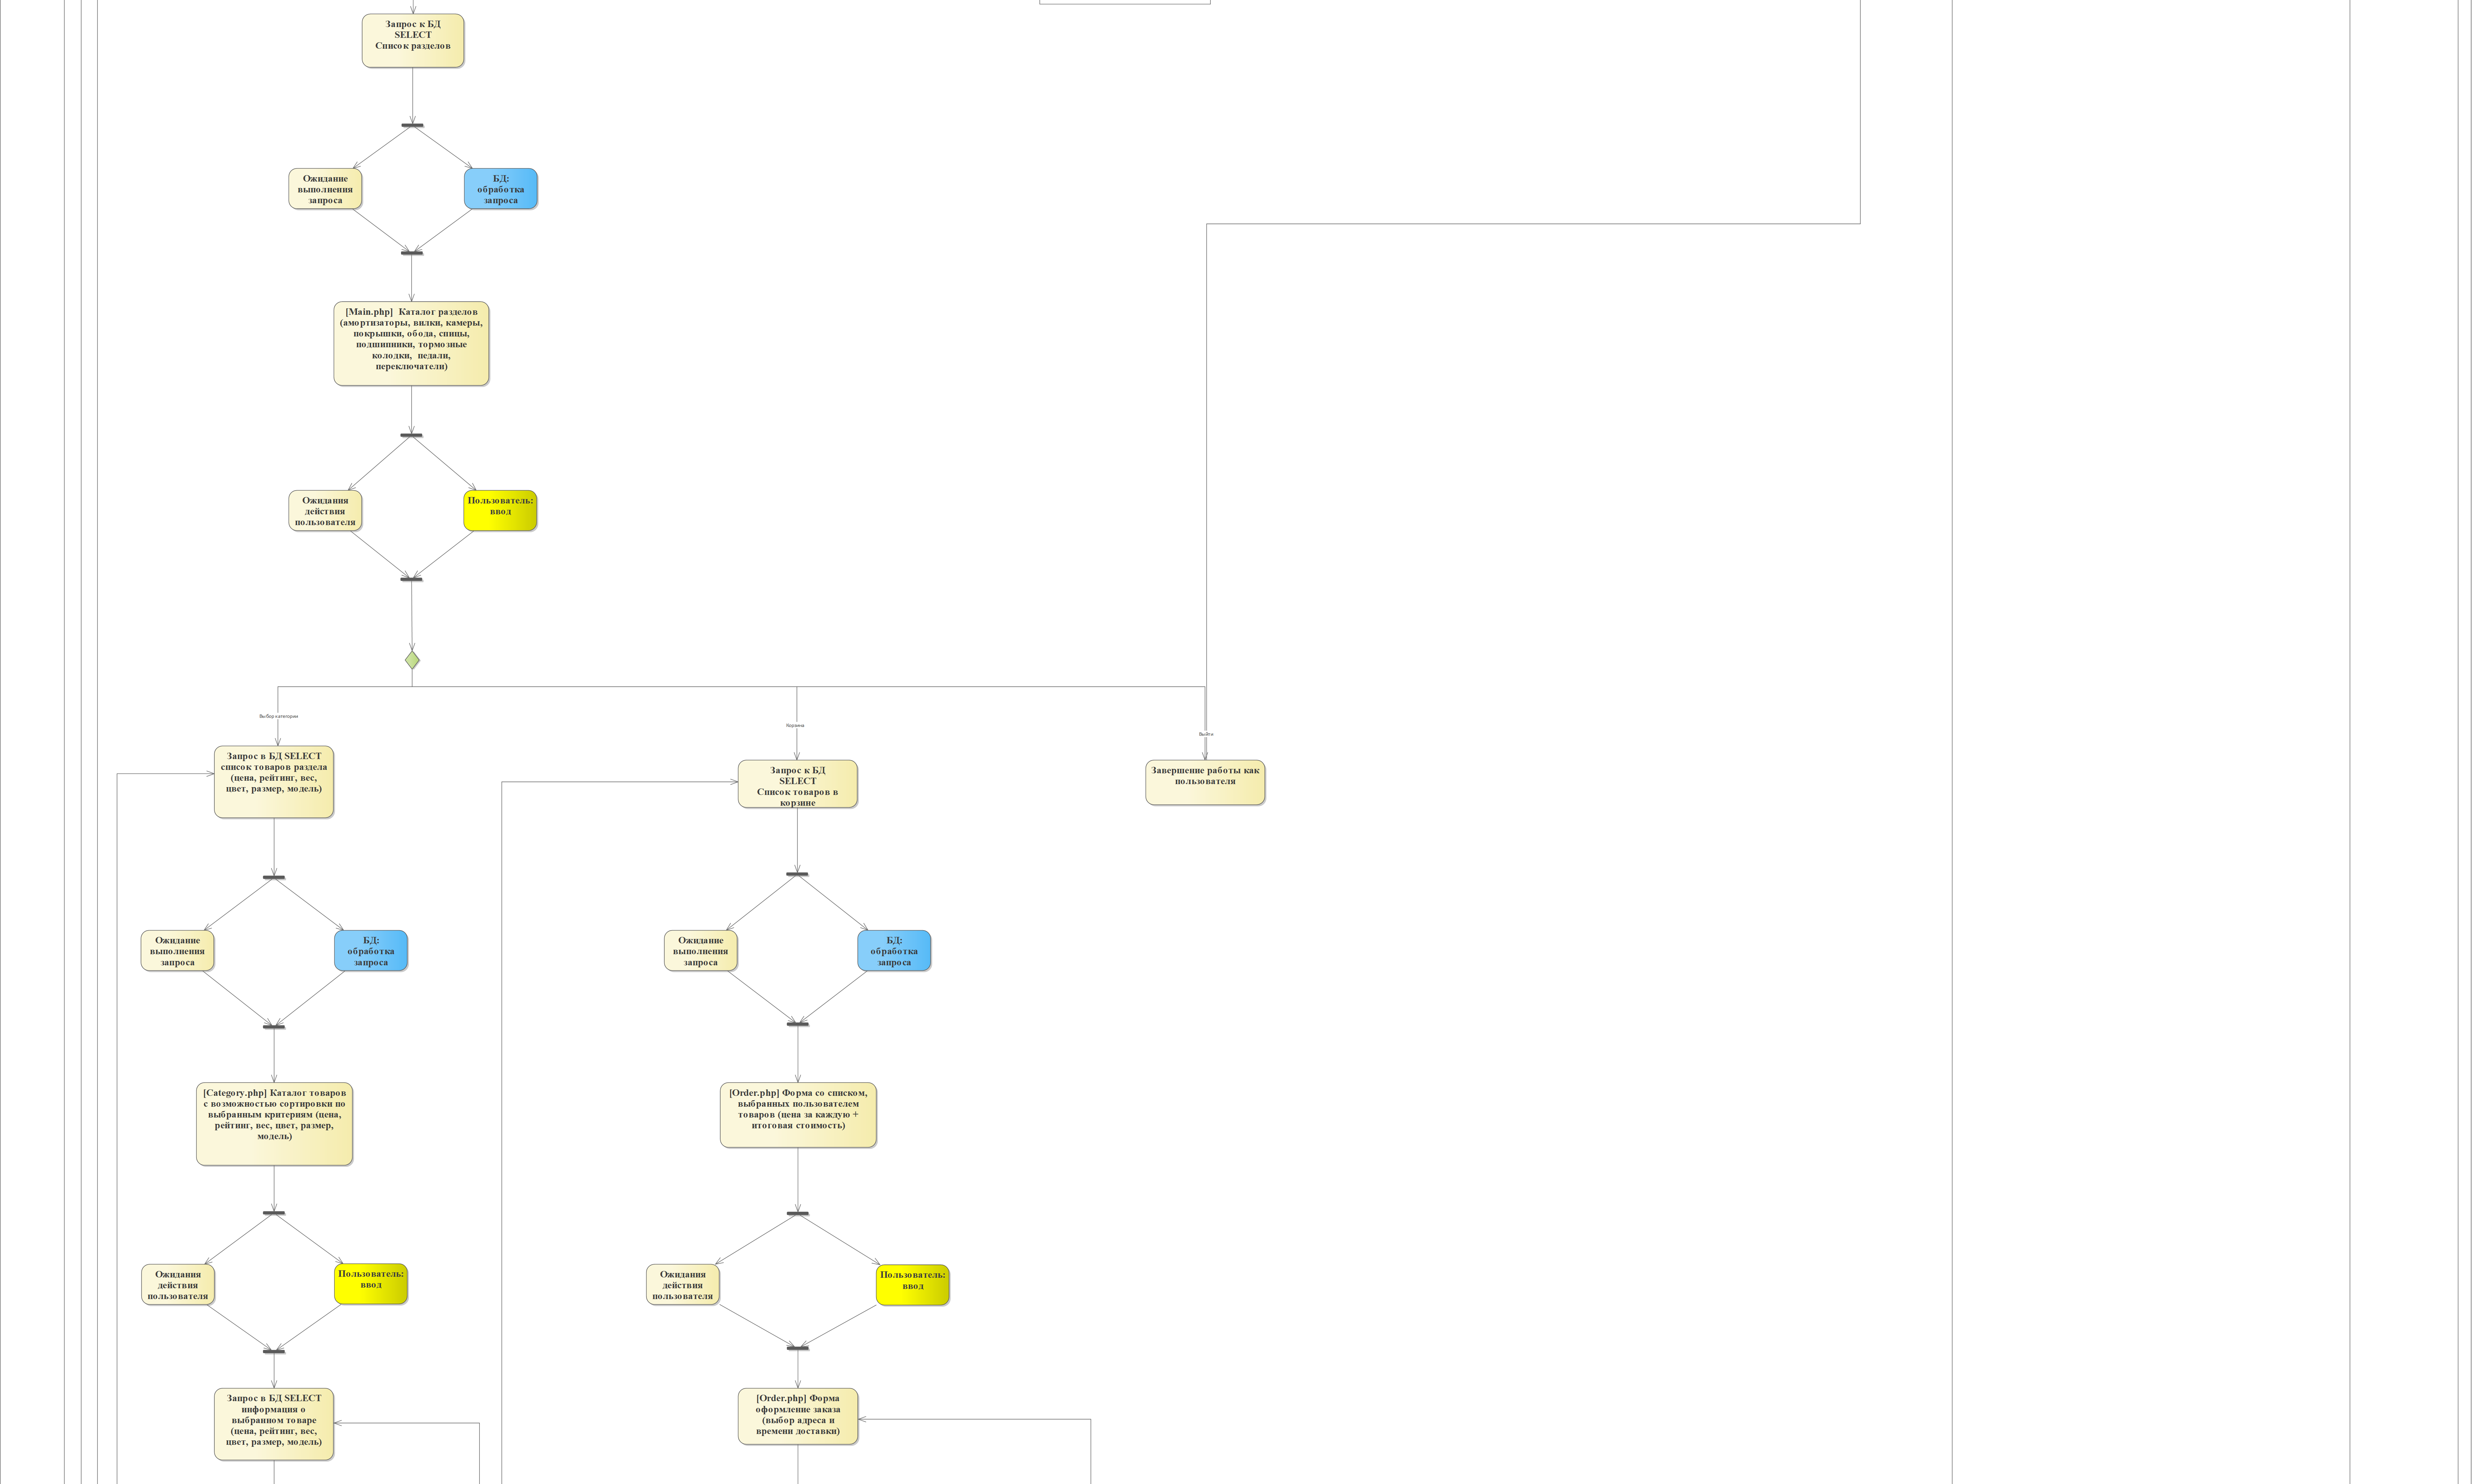 Запрос к БД
SELECT
Список разделов
Ожидание
выполнения
запроса
БД:
обработка
запроса
[Main.php] Каталог разделов
(амортизаторы, вилки, камеры,
покрышки, обода, спицы,
подшипники, тормозные
колодки, педали,
переключатели)
Ожидания
действия
пользователя
Пользователь:
ввод
Выбор категории
Корзина
Выйти
Запрос в БД SELECT
список товаров раздела
(цена, рейтинг, вес,
цвет, размер, модель)
Запрос к БД
SELECT
Список товаров в
корзине
Завершение работы как
пользователя
Ожидание
выполнения
запроса
БД:
обработка
запроса
Ожидание
выполнения
запроса
БД:
обработка
запроса
[Category.php] Каталог товаров
с возможностью сортировки по
выбранным критериям (цена,
рейтинг, вес, цвет, размер,
модель)
[Order.php] Форма со списком,
выбранных пользователем
товаров (цена за каждую +
итоговая стоимость)
Ожидания
действия
пользователя
Пользователь:
ввод
Ожидания
действия
пользователя
Пользователь:
ввод
Запрос в БД SELECT
информация о
выбранном товаре
(цена, рейтинг, вес,
цвет, размер, модель)
[Order.php] Форма
оформление заказа
(выбор адреса и
времени доставки)